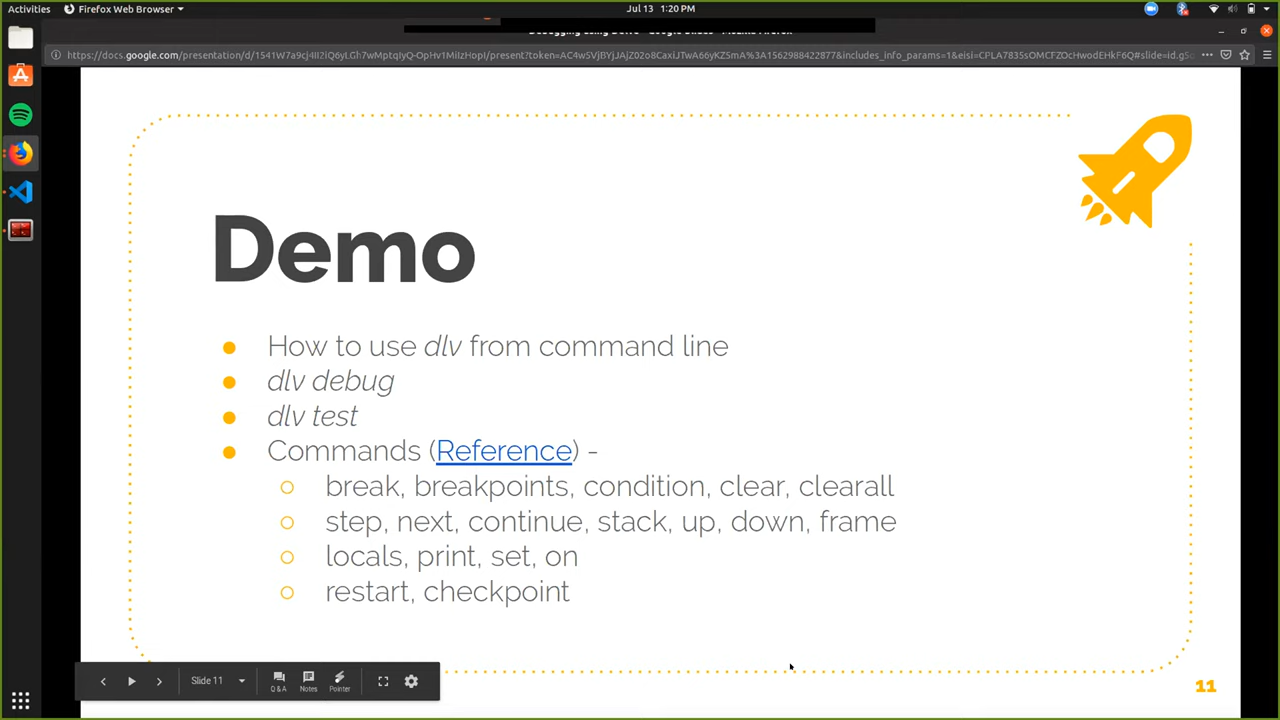 Activities
Firefox Web Browser
Jul 13 1:20 PM
Demo
How to use dlv from command line
dlv debug
dlv test
Commands (Reference) -
break, breakpoints, condition, clear, clearall
step, next, continue, stack, up, down, frame
locals, print, set, on
restart, checkpoint
Slide 11
Q & A
Notes
Pointer
11